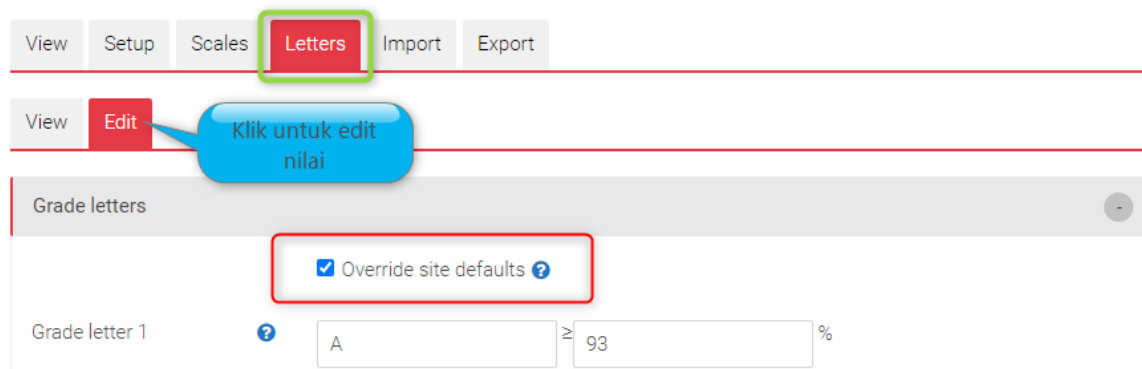 View Setup Scales Letters Import Export
View Edit
Klik untuk edit
nilai
Grade letters
-
Override site defaults ?
Grade letter 1 ? A ≥ 93 %